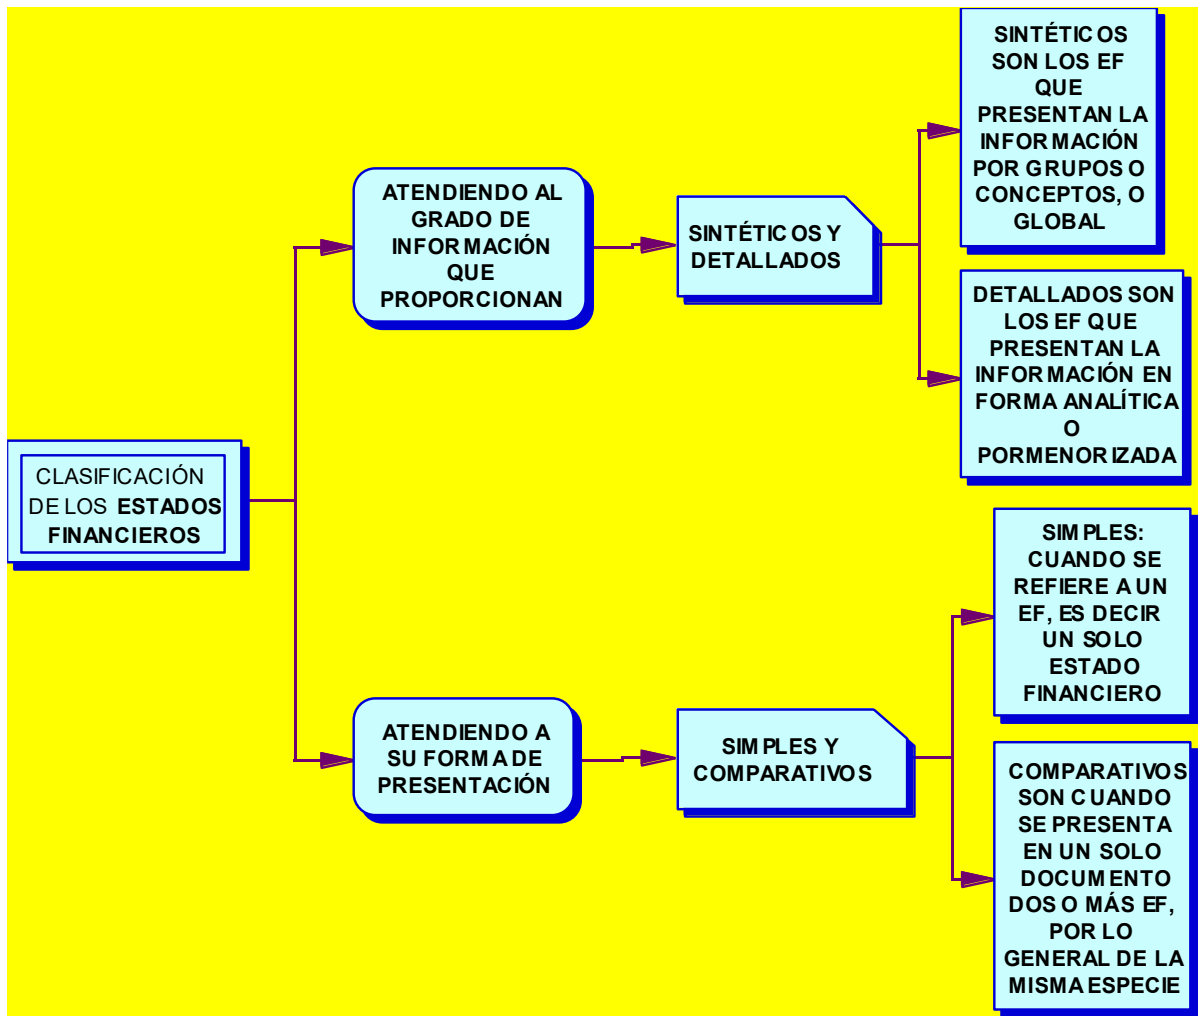 CLASIFICACIÓN
DE LOS ESTADOS
FINANCIEROS
ATENDIENDO AL
GRADO DE
INFORMACIÓN
QUE
PROPORCIONAN
SINTÉTICOS Y
DETALLADOS
SINTÉTICOS
SON LOS EF
QUE
PRESENTAN LA
INFORMACIÓN
POR GRUPOS O
CONCEPTOS, O
GLOBAL
DETALLADOS SON
LOS EF QUE
PRESENTAN LA
INFORMACIÓN EN
FORMA ANALÍTICA
O
PORMENORIZADA
ATENDIENDO A
SU FORMA DE
PRESENTACIÓN
SIMPLES Y
COMPARATIVOS
SIMPLES:
CUANDO SE
REFIERE A UN
EF, ES DECIR
UN SOLO
ESTADO
FINANCIERO
COMPARATIVOS
SON CUANDO
SE PRESENTA
EN UN SOLO
DOCUMENTO
DOS O MÁS EF,
POR LO
GENERAL DE LA
MISMA ESPECIE